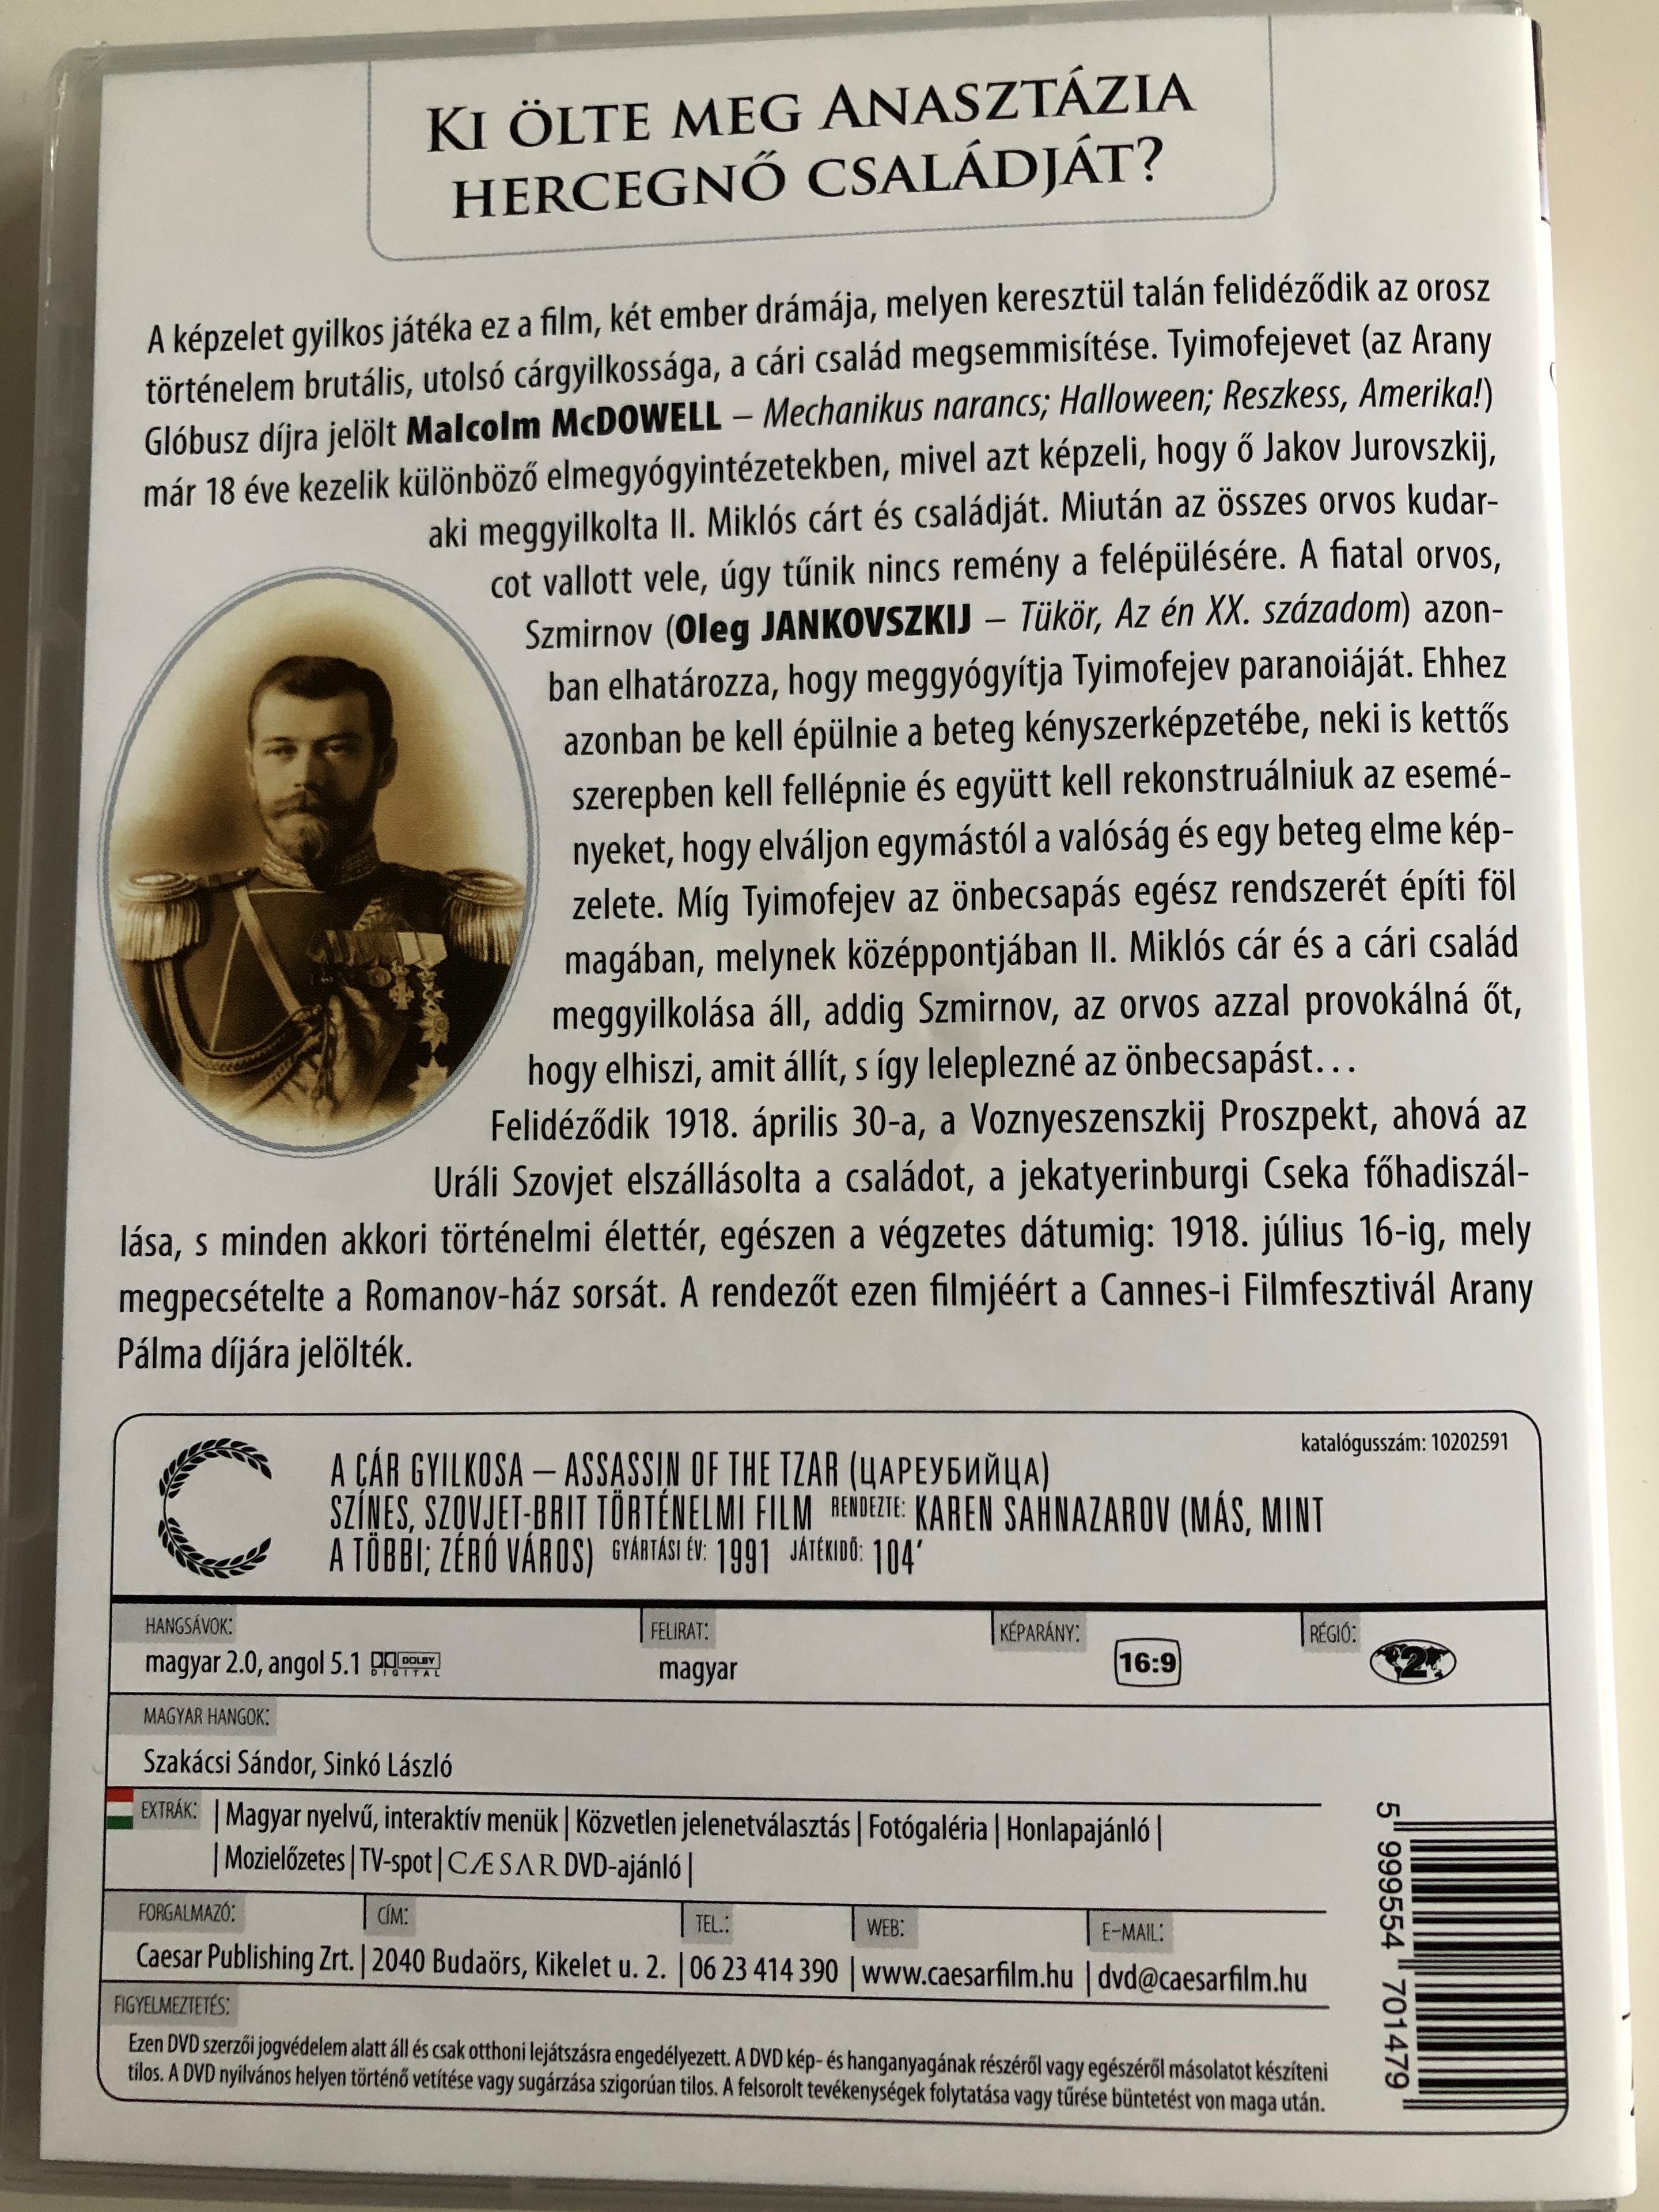 KI ÖLTE MEG ANASZTÁZIA
HERCEGNŐ CSALÁDJÁT?
A képzelet gyilkos játéka ez a film, két ember drámája, melyen keresztül talán felidéződik az orosz
történelem brutális, utolsó cárgyilkossága, a cári család megsemmisítése. Tyimofejevet (az Arany
Glóbusz díjra jelölt Malcolm McDOWELL – Mechanikus narancs; Halloween; Reszkess, Amerika!)
már 18 éve kezelik különböző elmegyógyintézetekben, mivel azt képzeli, hogy ő Jakov Jurovszkij,
aki meggyilkolta II. Miklós cárt és családját. Miután az összes orvos kudar-
cot vallott vele, úgy tűnik nincs remény a felépülésére. A fiatal orvos,
Szmirnov (Oleg JANKOVSZKIJ – Tükör, Az én XX. századom) azon-
ban elhatározza, hogy meggyógyítja Tyimofejev paranoiáját. Ehhez
azonban be kell épülnie a beteg kényszerképzetébe, neki is kettős
szerepben kell fellépnie és együtt kell rekonstruálniuk az esemé-
nyeket, hogy elváljon egymástól a valóság és egy beteg elme kép-
zelete. Míg Tyimofejev az önbecsapás egész rendszerét építi föl
magában, melynek középpontjában II. Miklós cár és a cári család
meggyilkolása áll, addig Szmirnov, az orvos azzal provokálná őt,
hogy elhiszi, amit állít, s így leleplezné az önbecsapást...
Felidéződik 1918. április 30-a, a Voznyeszenszkij Proszpekt, ahová az
Uráli Szovjet elszállásolta a családot, a jekatyerinburgi Cseka főhadiszál-
lása, s minden akkori történelmi élettér, egészen a végzetes dátumig: 1918. július 16-ig, mely
megpecsételte a Romanov-ház sorsát. A rendezőt ezen filmjéért a Cannes-i Filmfesztivál Arany
Pálma díjára jelölték.
katalógusszám: 10202591
A CÁR GYILKOSA – ASSASSIN OF THE TZAR (ЦАРЕУБИЙЦА)
SZÍNES, SZOVJET-BRIT TÖRTÉNELMI FILM RENDEZTE: KAREN SAHNAZAROV (MÁS, MINT
A TÖBBI; ZÉRÓ VÁROS) GYÁRTÁSI ÉV: 1991 JÁTÉKIDŐ: 104'
HANGSÁVOK: FELIRAT: KÉPARÁNY: RÉGIÓ:
magyar 2.0, angol 5.1 DOLBY DIGITAL magyar 16:9 2
MAGYAR HANGOK:
Szakácsi Sándor, Sinkó László
EXTRÁK: | Magyar nyelvű, interaktív menük | Közvetlen jelenetválasztás | Fotógaléria | Honlapajánló |
| Mozielőzetes | TV-spot | CÆSAR DVD-ajánló |
FORGALMAZÓ: CÍM: TEL.: WEB: E-MAIL:
Caesar Publishing Zrt. | 2040 Budaörs, Kikelet u. 2. | 06 23 414 390 | www.caesarfilm.hu | dvd@caesarfilm.hu
FIGYELMEZTETÉS:
Ezen DVD szerzői jogvédelem alatt áll és csak otthoni lejátszásra engedélyezett. A DVD kép- és hanganyagának részéről vagy egészéről másolatot készíteni
tilos. A DVD nyilvános helyen történő vetítése vagy sugárzása szigorúan tilos. A felsorolt tevékenységek folytatása vagy tűrése büntetést von maga után.
5 999554 701479